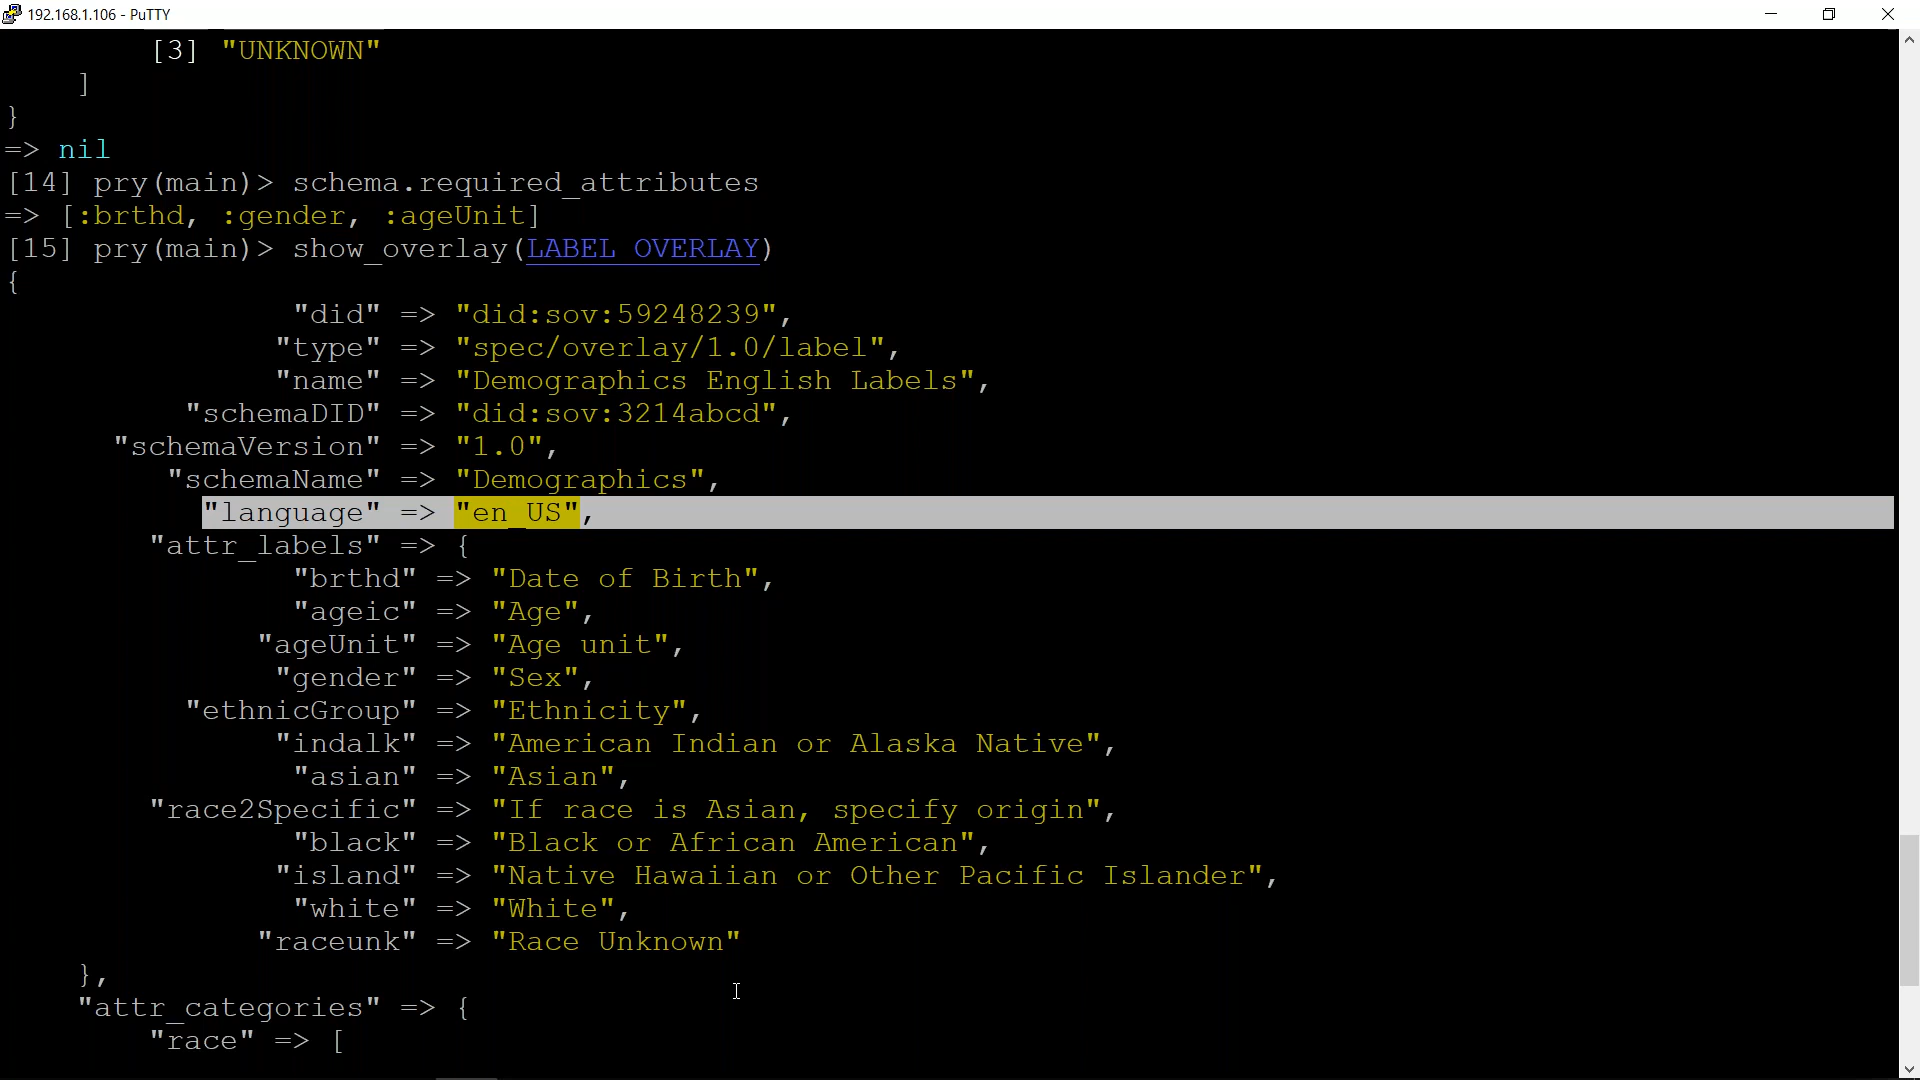 192.168.1.106 - PuTTY
[3] "UNKNOWN"
]
}
=> nil
[14] pry(main)> schema.required_attributes
=> [:brthd, :gender, :ageUnit]
[15] pry(main)> show_overlay(LABEL_OVERLAY)
{
"did" => "did:sov:59248239",
"type" => "spec/overlay/1.0/label",
"name" => "Demographics English Labels",
"schemaDID" => "did:sov:3214abcd",
"schemaVersion" => "1.0",
"schemaName" => "Demographics",
"language" => "en_US",
"attr_labels" => {
"brthd" => "Date of Birth",
"ageic" => "Age",
"ageUnit" => "Age unit",
"gender" => "Sex",
"ethnicGroup" => "Ethnicity",
"indalk" => "American Indian or Alaska Native",
"asian" => "Asian",
"race2Specific" => "If race is Asian, specify origin",
"black" => "Black or African American",
"island" => "Native Hawaiian or Other Pacific Islander",
"white" => "White",
"raceunk" => "Race Unknown"
},
"attr_categories" => {
"race" => [